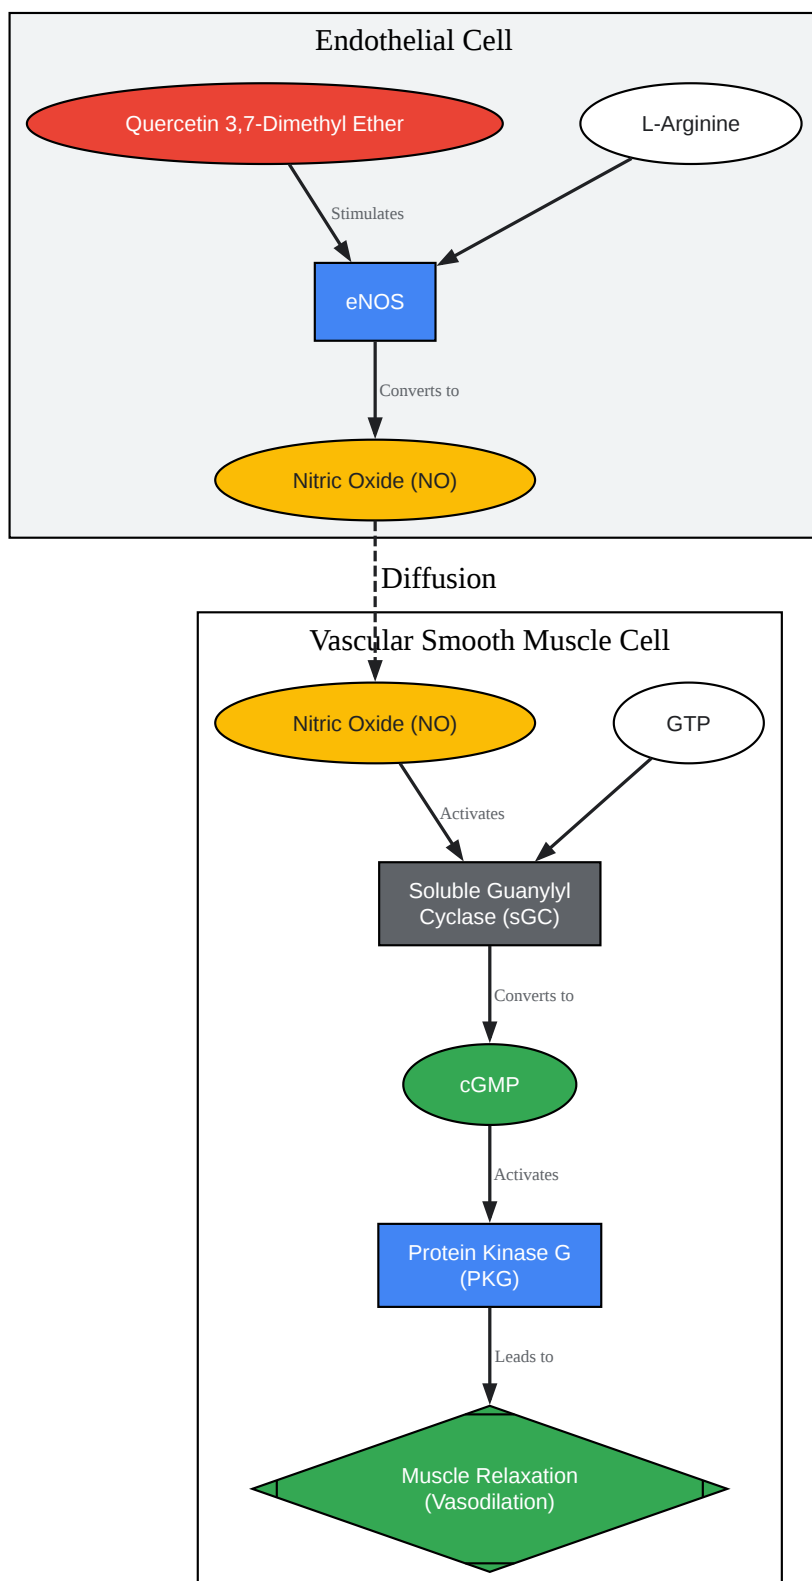 Endothelial Cell
Quercetin 3,7-Dimethyl Ether
L-Arginine
Stimulates
eNOS
Converts to
Nitric Oxide (NO)
Diffusion
Vascular Smooth Muscle Cell
Nitric Oxide (NO)
GTP
Activates
Soluble Guanylyl
Cyclase (sGC)
Converts to
cGMP
Activates
Protein Kinase G
(PKG)
Leads to
Muscle Relaxation
(Vasodilation)